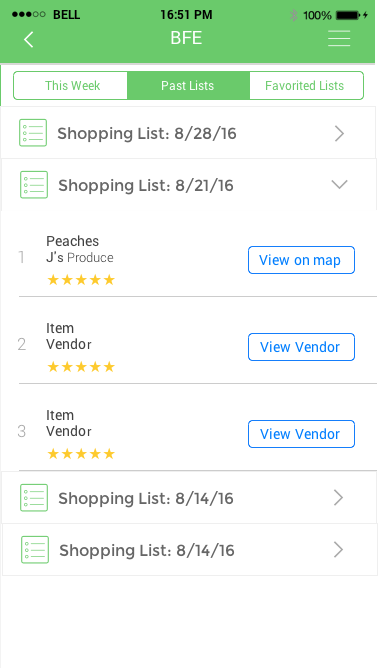 BELL 16:51 PM 100%
BFE
This Week Past Lists Favorited Lists
Shopping List: 8/28/16
Shopping List: 8/21/16
1 Peaches
J's Produce
View on map
2 Item
Vendor
View Vendor
3 Item
Vendor
View Vendor
Shopping List: 8/14/16
Shopping List: 8/14/16